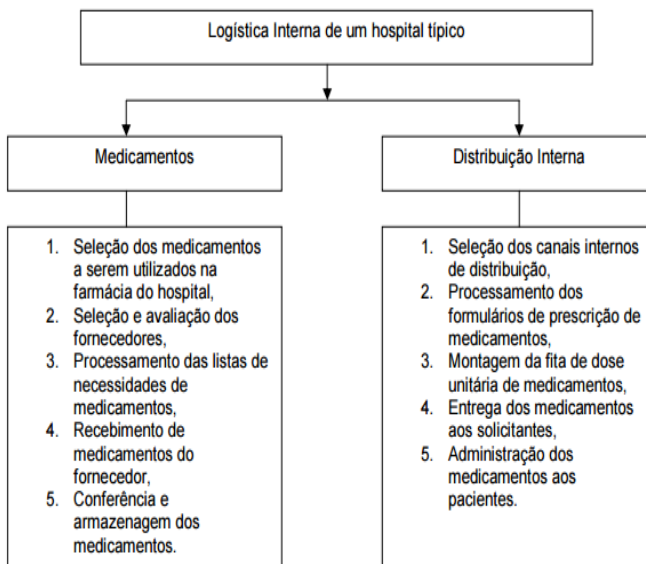 Logística Interna de um hospital típico
Medicamentos
1. Seleção dos medicamentos
a serem utilizados na
farmácia do hospital,
2. Seleção e avaliação dos
fornecedores,
3. Processamento das listas de
necessidades de
medicamentos,
4. Recebimento de
medicamentos do
fornecedor,
5. Conferência e
armazenagem dos
medicamentos.
Distribuição Interna
1. Seleção dos canais internos
de distribuição,
2. Processamento dos
formulários de prescrição de
medicamentos,
3. Montagem da fita de dose
unitária de medicamentos,
4. Entrega dos medicamentos
aos solicitantes,
5. Administração dos
medicamentos aos
pacientes.